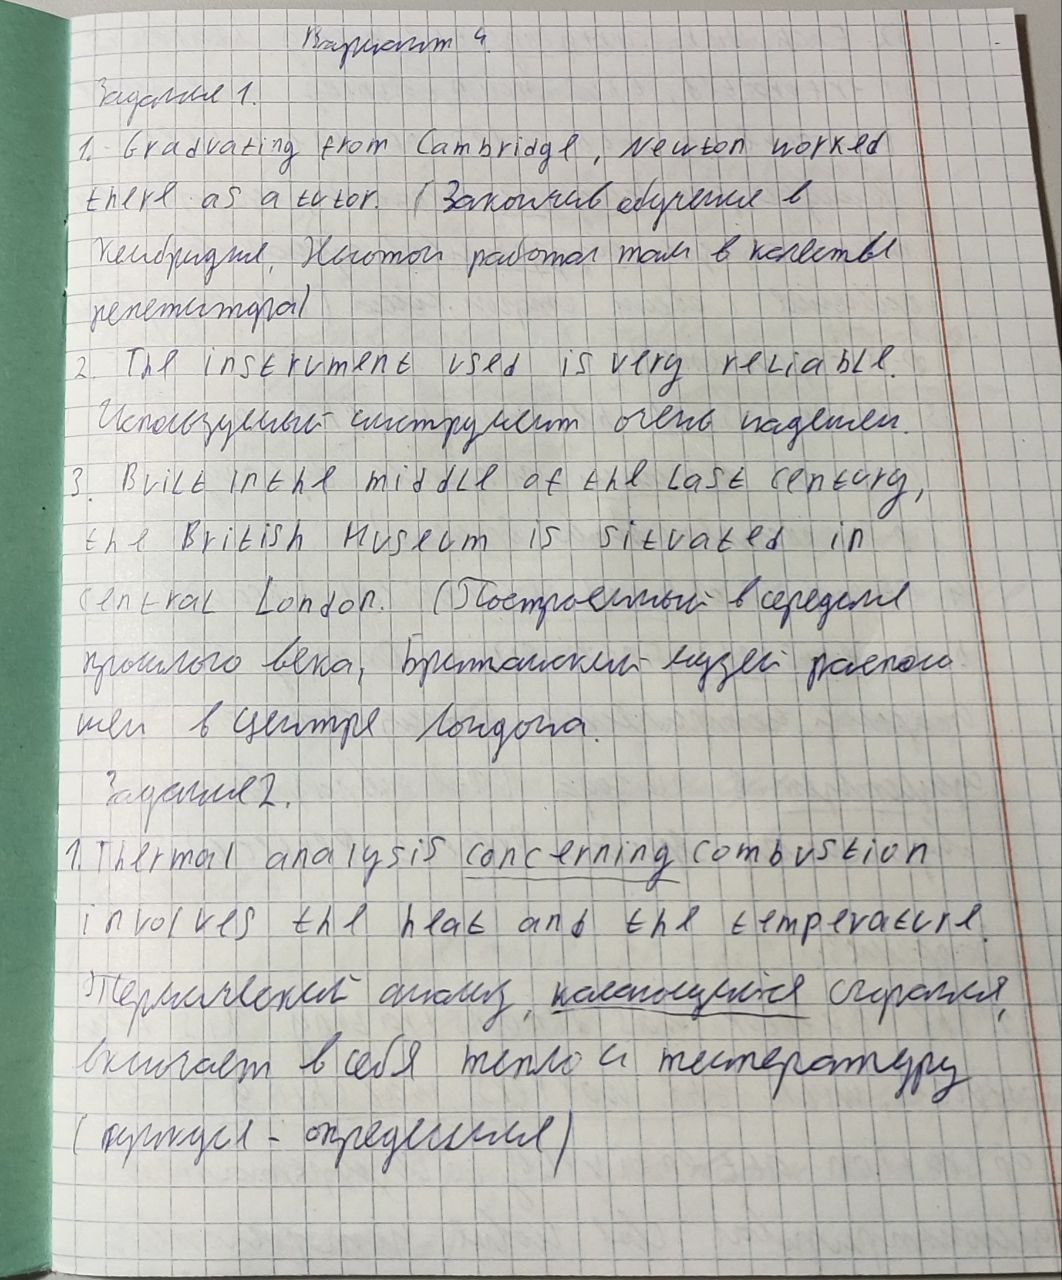 Вариант 4.
Задание 1.
1. Graduating from Cambridge, Newton worked
there as a tutor. (Закончив обучение в
Кембридже, Ньютон работал там в качестве
репетитора)
2. The instrument used is very reliable.
Используемый инструмент очень надежен.
3. Built in the middle of the last century,
the British Museum is situated in
central London. (Построенный в середине
прошлого века, Британский музей располо
жен в центре Лондона.
Задание 2.
1. Thermal analysis concerning combustion
involves the heat and the temperature.
Термический анализ, касающийся сгорания,
включает в себя тепло и температуру
(функция - определение)